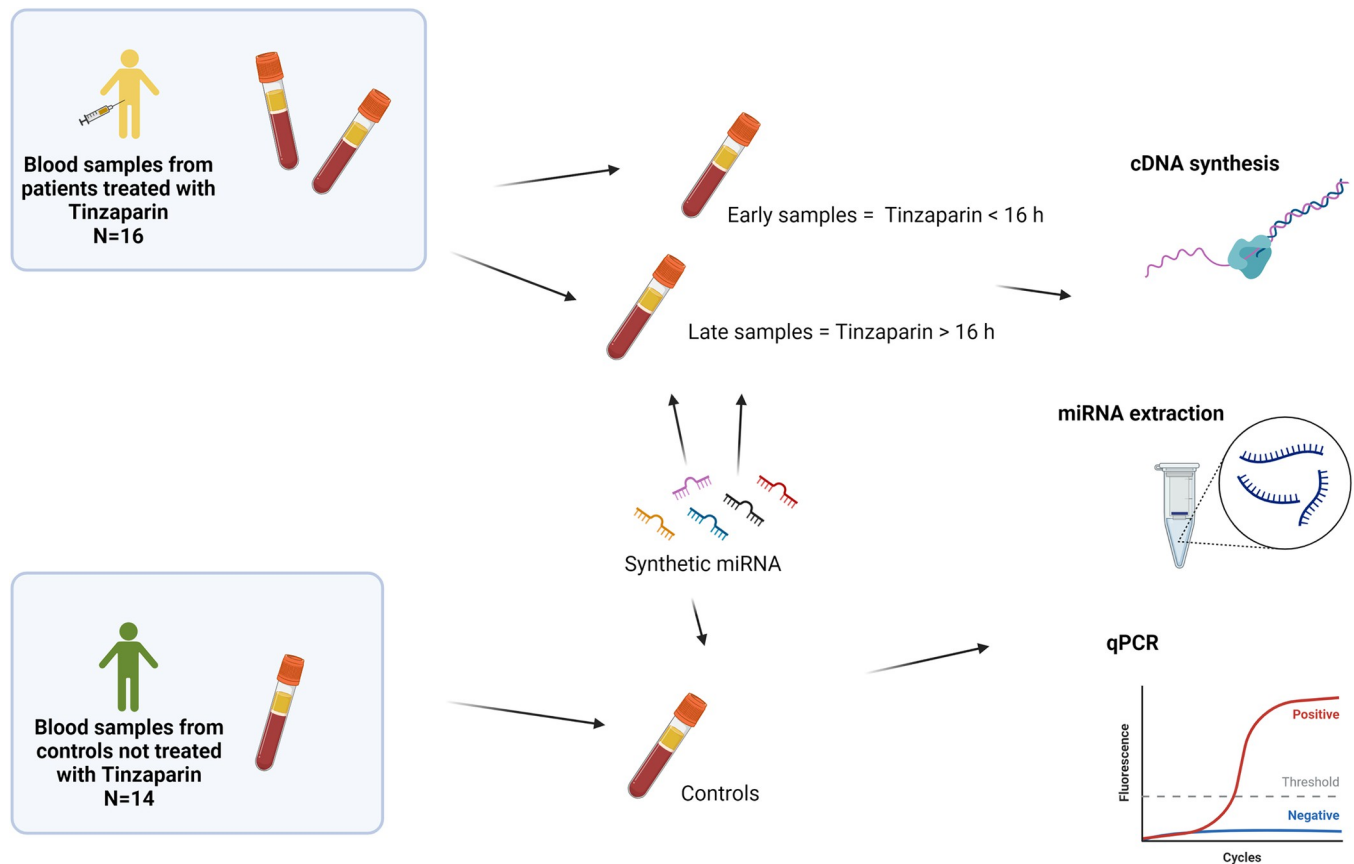 Blood samples from
patients treated with
Tinzaparin
N=16
Early samples = Tinzaparin < 16 h
Late samples = Tinzaparin > 16 h
cDNA synthesis
miRNA extraction
Synthetic miRNA
Blood samples from
controls not treated
with Tinzaparin
N=14
Controls
qPCR
Fluorescence
Positive
Threshold
Negative
Cycles